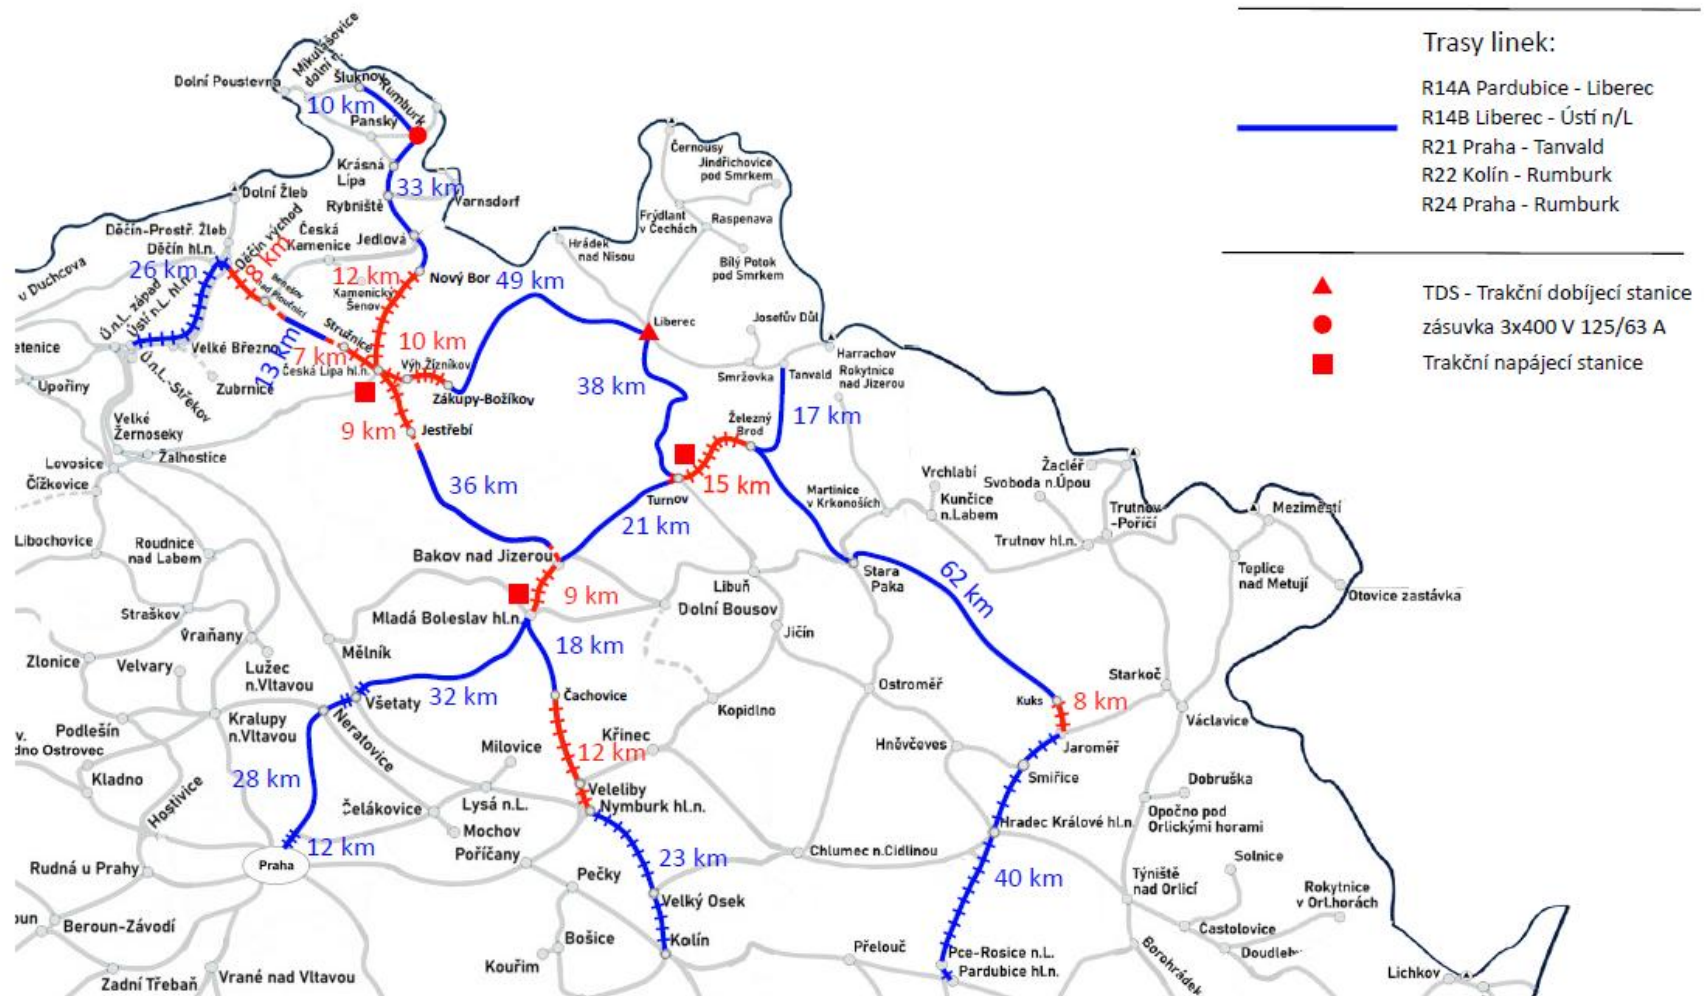 Trasy linek:
R14A Pardubice - Liberec
R14B Liberec - Ústí n/L
R21 Praha - Tanvald
R22 Kolín - Rumburk
R24 Praha - Rumburk
TDS - Trakční dobíjecí stanice
zásuvka 3x400 V 125/63 A
Trakční napájecí stanice
Mikulášovice
dolní n.
Dolní Poustevna
Šluknov
Rumburk
10 km
Panský
Krásná
Lípa
33 km
Rybniště
Varnsdorf
Dolní Žleb
Děčín-Prostř. Žleb
Děčín hl.n.
Děčín východ
Česká
Kamenice
Jedlová
26 km
8 km
v Duchcova
Benešov
nad Ploučnicí
12 km
Nový Bor
Kamenický
Šenov
49 km
Ú.n.L. západ
Ústí n.L. hl.n.
Ú.n.L.-Střekov
Velké Březno
13 km
Stružnice
7 km
Česká Lípa hl.n.
10 km
Výh.Žízníkov
Zákupy-Božíkov
etenice
Úpořiny
Zubrnice
9 km
Jestřebí
Černousy
Jindřichovice
pod Smrkem
Frýdlant
v Čechách
Raspenava
Hrádek
nad Nisou
Bílý Potok
pod Smrkem
Liberec
Josefův Důl
Harrachov
Smržovka
Tanvald
Rokytnice
nad Jizerou
38 km
17 km
Železný
Brod
15 km
Turnov
21 km
36 km
Velké
Žernoseky
Žalhostice
Lovosice
Čížkovice
Libochovice
Roudnice
nad Labem
Bakov nad Jizerou
9 km
Mladá Boleslav hl.n.
Martinice
v Krkonoších
Vrchlabí
Kunčice
n.Labem
Žacléř
Svoboda n.Úpou
Trutnov
-Poříčí
Trutnov hl.n.
Meziměstí
Teplice
nad Metují
Otovice zastávka
Stara
Paka
62 km
Libuň
Dolní Bousov
Jičín
Straškov
Vraňany
Zlonice
Velvary
Lužec
n.Vltavou
Mělník
18 km
32 km
Všetaty
Čachovice
Neratovice
Ostroměř
Kopidlno
Kuks
8 km
Starkoč
Václavice
Jaroměř
Hněvčeves
Smiřice
Podlešín
Kralupy
n.Vltavou
v.
dno Ostrovec
Kladno
Hostivice
28 km
Milovice
Křinec
12 km
Veleliby
Nymburk hl.n.
Lysá n.L.
Čelákovice
Mochov
Poříčany
12 km
Praha
Rudná u Prahy
23 km
Chlumec n.Cidlinou
Hradec Králové hl.n.
Dobruška
Opočno pod
Orlickými horami
Solnice
Týniště
nad Orlicí
Rokytnice
v Orl.horách
Pečky
Velký Osek
40 km
oun
Beroun-Závodí
Bošice
Kolín
Kouřim
Přelouč
Pce-Rosice n.L.
Pardubice hl.n.
Borohrádek
Častolovice
Doudleby
Lichkov
Zadní Třebaň
Vrané nad Vltavou